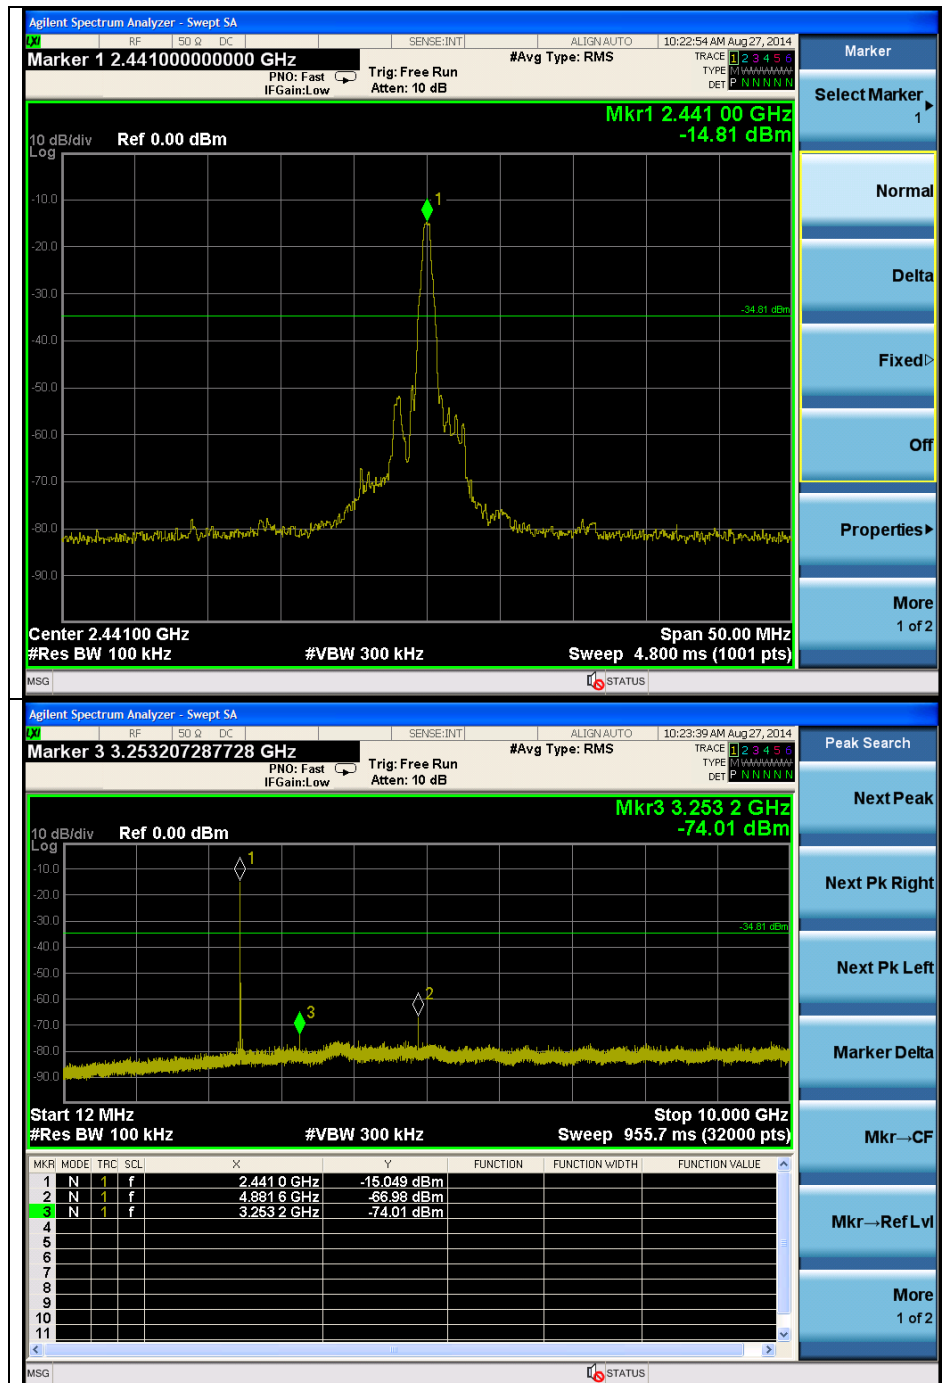 Agilent Spectrum Analyzer - Swept SA
LXI RF 50 Ω DC SENSE:INT ALIGN AUTO 10:22:54 AM Aug 27, 2014
Marker 1 2.441000000000 GHz #Avg Type: RMS TRACE 1 2 3 4 5 6
PNO: Fast Trig: Free Run TYPE M WWWWW
IFGain:Low Atten: 10 dB DET P N N N N N
Mkr1 2.441 00 GHz
-14.81 dBm
10 dB/div Ref 0.00 dBm
Log
1
-10.0
-20.0
-30.0
-34.81 dBm
-40.0
-50.0
-60.0
-70.0
-80.0
-90.0
Center 2.44100 GHz Span 50.00 MHz
#Res BW 100 kHz #VBW 300 kHz Sweep 4.800 ms (1001 pts)
MSG STATUS
Marker
Select Marker
1
Normal
Delta
Fixed
Off
Properties
More
1 of 2
Agilent Spectrum Analyzer - Swept SA
LXI RF 50 Ω DC SENSE:INT ALIGN AUTO 10:23:39 AM Aug 27, 2014
Marker 3 3.253207287728 GHz #Avg Type: RMS TRACE 1 2 3 4 5 6
PNO: Fast Trig: Free Run TYPE M WWWWW
IFGain:Low Atten: 10 dB DET P N N N N N
Mkr3 3.253 2 GHz
-74.01 dBm
10 dB/div Ref 0.00 dBm
Log
1
-10.0
-20.0
-30.0
-34.81 dBm
-40.0
-50.0
-60.0
2
3
-70.0
-80.0
-90.0
Start 12 MHz Stop 10.000 GHz
#Res BW 100 kHz #VBW 300 kHz Sweep 955.7 ms (32000 pts)
MKR MODE TRC SCL X Y FUNCTION FUNCTION WIDTH FUNCTION VALUE
1 N 1 f 2.441 0 GHz -15.049 dBm
2 N 1 f 4.881 6 GHz -66.98 dBm
3 N 1 f 3.253 2 GHz -74.01 dBm
4
5
6
7
8
9
10
11
MSG STATUS
Peak Search
Next Peak
Next Pk Right
Next Pk Left
Marker Delta
Mkr→CF
Mkr→Ref Lvl
More
1 of 2